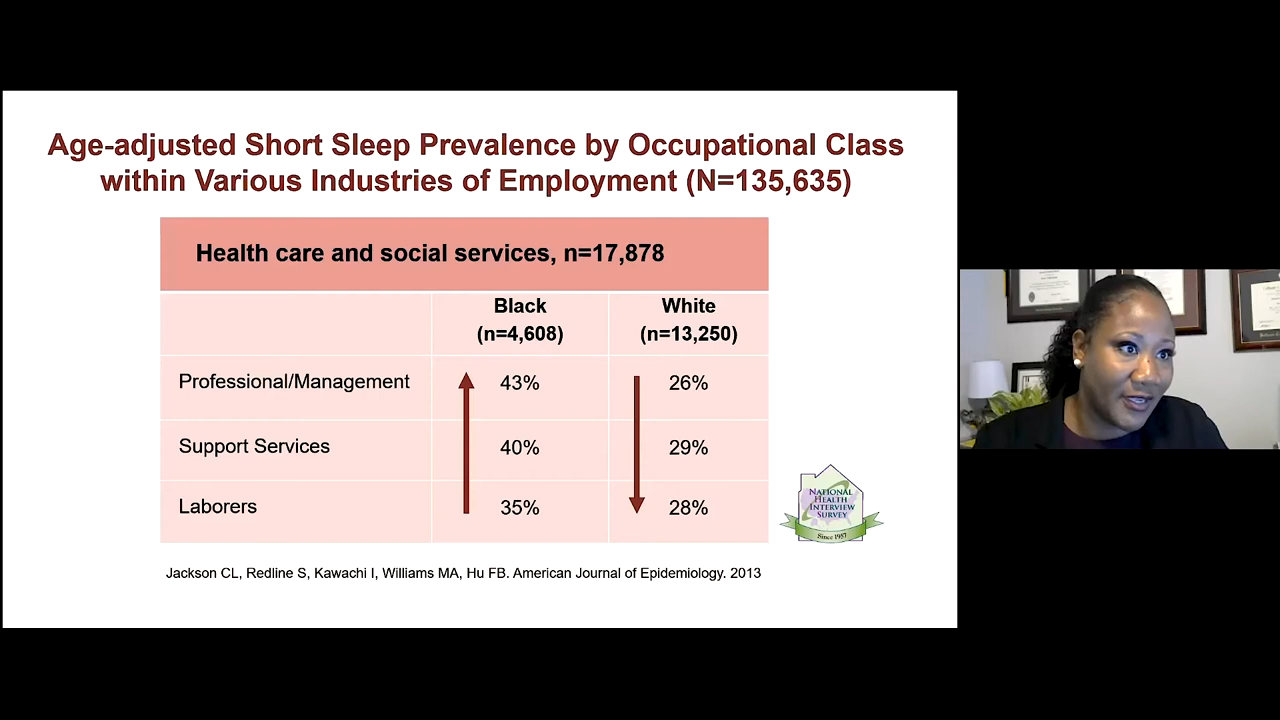 Age-adjusted Short Sleep Prevalence by Occupational Class
within Various Industries of Employment (N=135,635)
Health care and social services, n=17,878
Black
(n=4,608)
White
(n=13,250)
Professional/Management 43% 26%
Support Services 40% 29%
Laborers 35% 28%
NATIONAL
HEALTH
INTERVIEW
SURVEY
Since 1957
Jackson CL, Redline S, Kawachi I, Williams MA, Hu FB. American Journal of Epidemiology. 2013